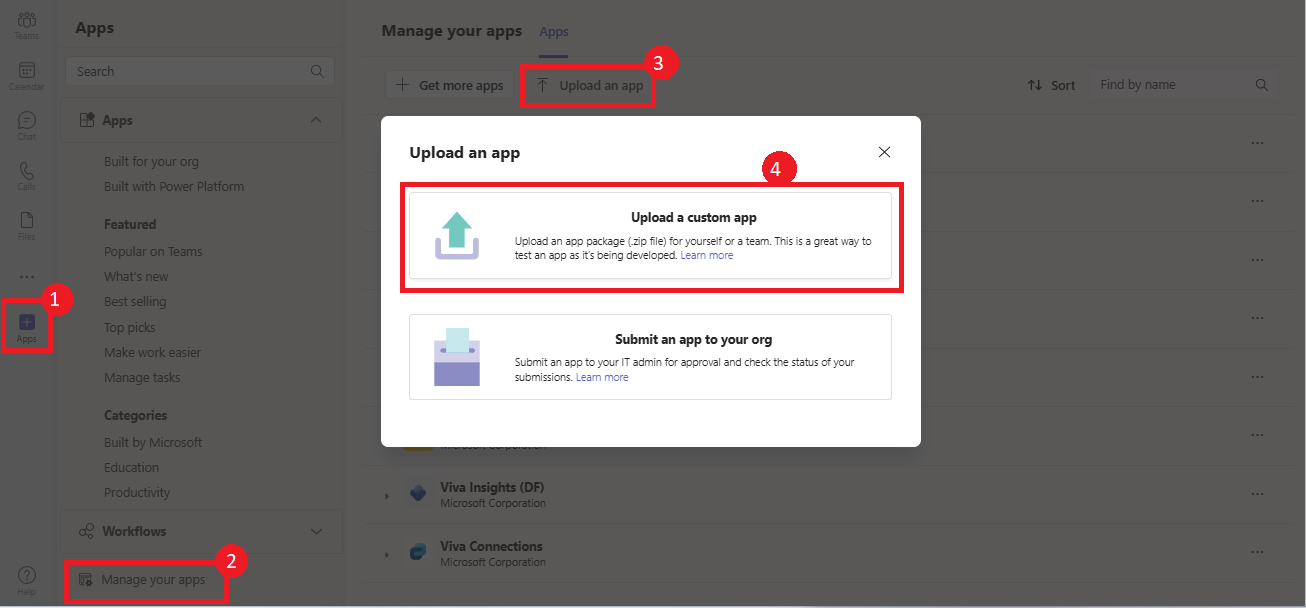 Teams
Calendar
Chat
Calls
Files
1
Apps
Help
Apps
Search
Apps
Built for your org
Built with Power Platform
Featured
Popular on Teams
What's new
Best selling
Top picks
Make work easier
Manage tasks
Categories
Built by Microsoft
Education
Productivity
Workflows
2
Manage your apps
Manage your apps
Apps
3
Get more apps
Upload an app
Sort
Find by name
Upload an app
4
Upload a custom app
Upload an app package (.zip file) for yourself or a team. This is a great way to
test an app as it's being developed. Learn more
Submit an app to your org
Submit an app to your IT admin for approval and check the status of your
submissions. Learn more
Microsoft Corporation
Viva Insights (DF)
Microsoft Corporation
Viva Connections
Microsoft Corporation